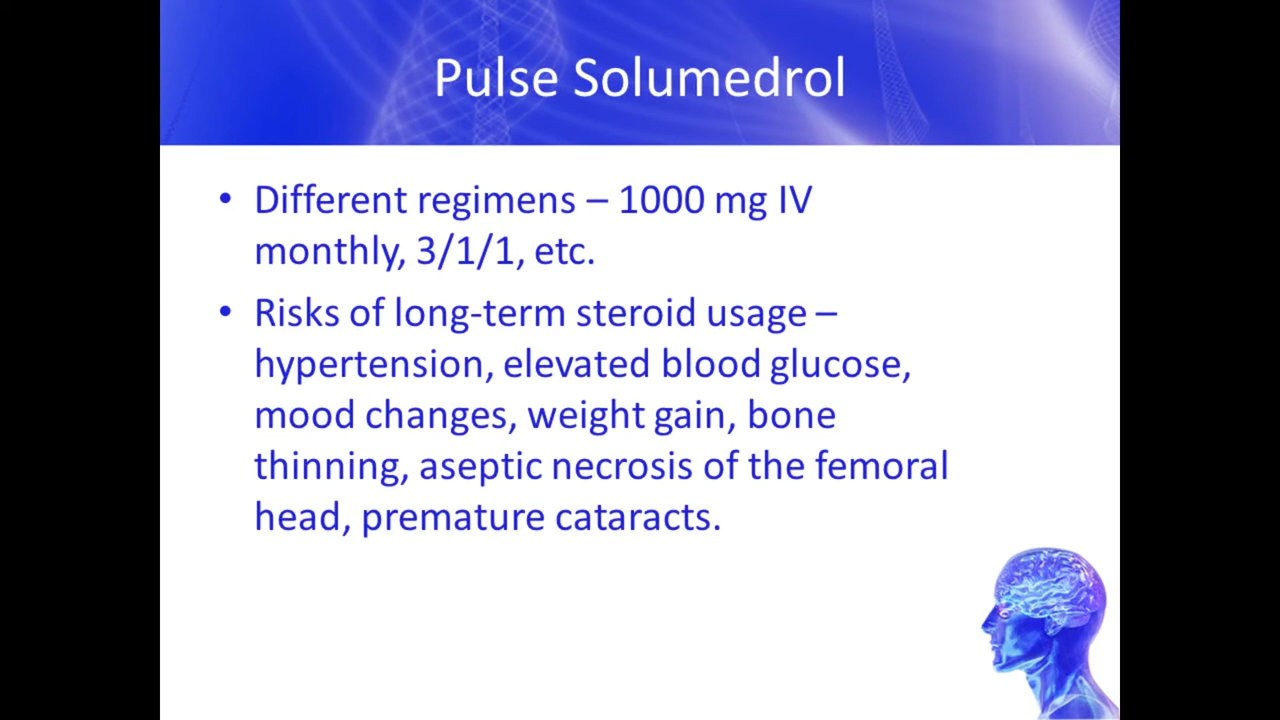 Pulse Solumedrol
• Different regimens – 1000 mg IV
monthly, 3/1/1, etc.
• Risks of long-term steroid usage –
hypertension, elevated blood glucose,
mood changes, weight gain, bone
thinning, aseptic necrosis of the femoral
head, premature cataracts.